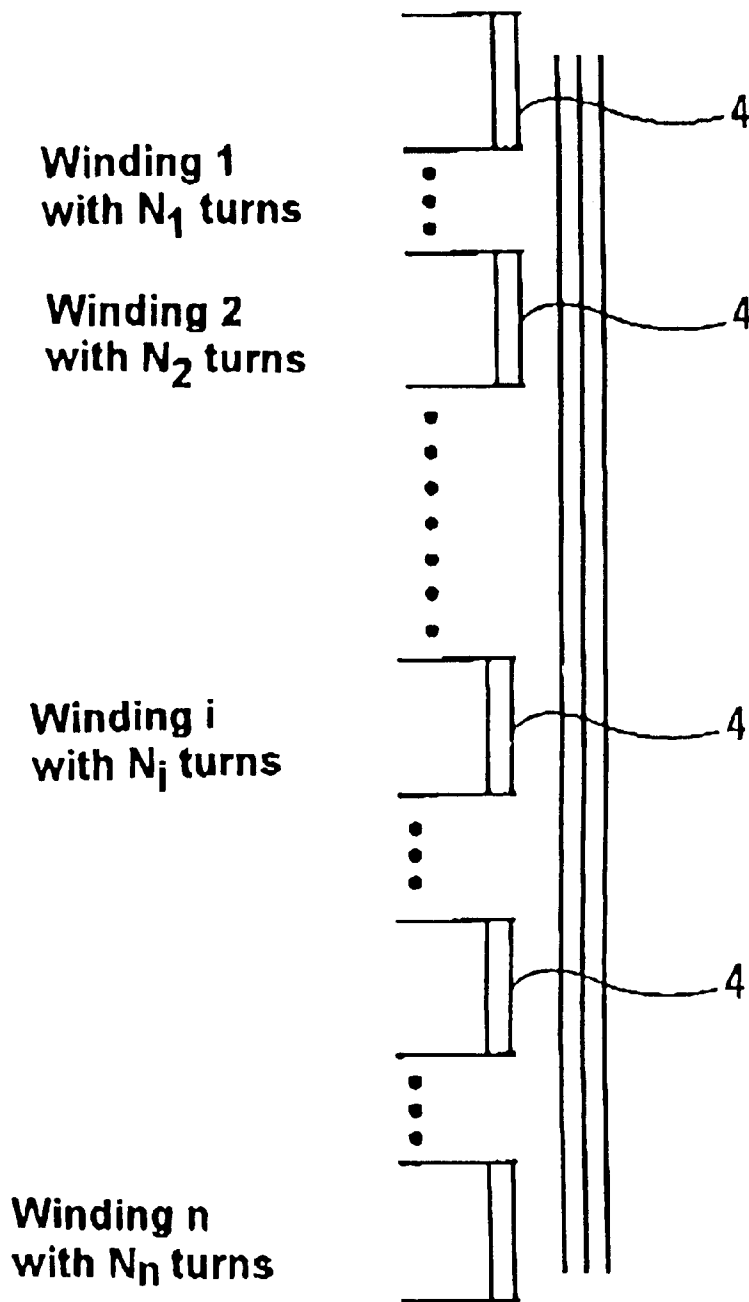 4
Winding 1
with N₁ turns
4
Winding 2
with N₂ turns
4
Winding i
with Nᵢ turns
4
Winding n
with Nₙ turns